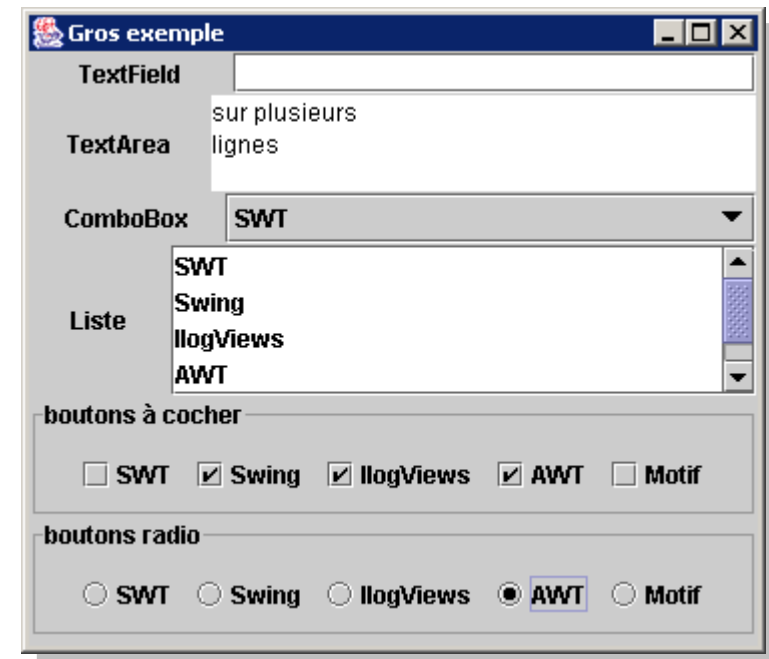 Gros exemple
TextField
sur plusieurs
TextArea lignes
ComboBox SWT
SWT
Swing
Liste
IlogViews
AWT
boutons à cocher
SWT Swing IlogViews AWT Motif
boutons radio
SWT Swing IlogViews AWT Motif